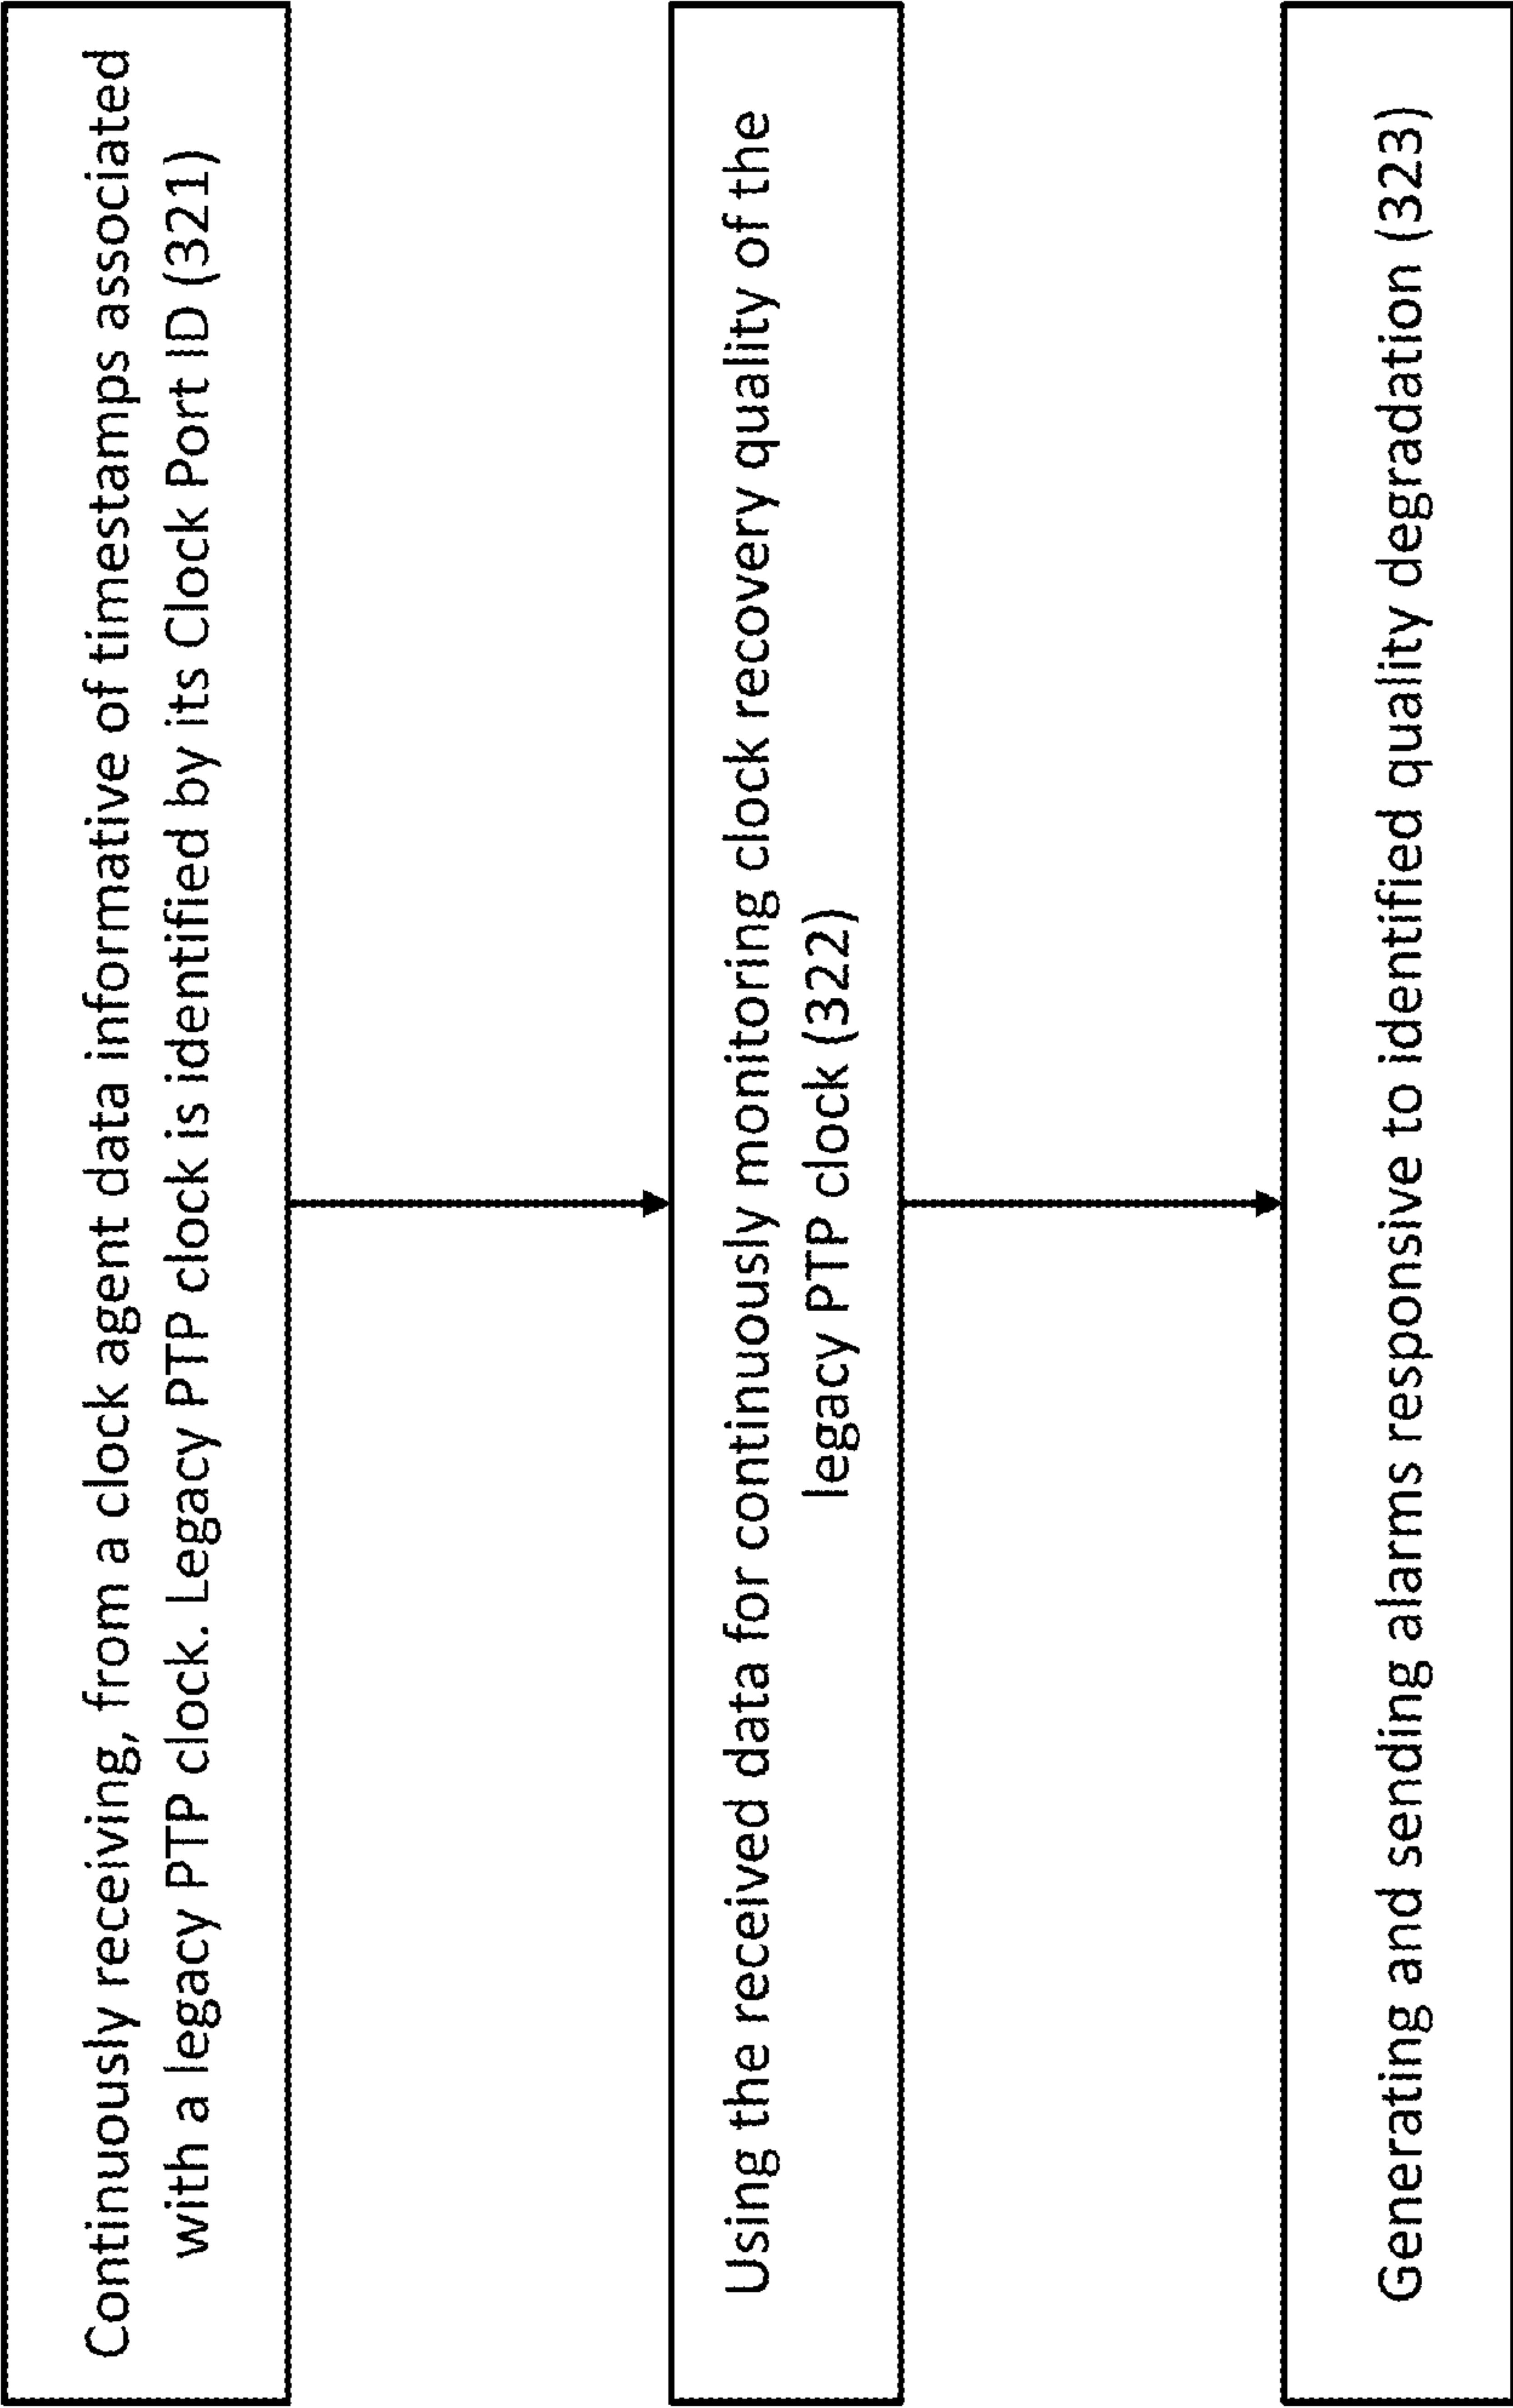 Continuously receiving, from a clock agent data informative of timestamps associated
with a legacy PTP clock. Legacy PTP clock is identified by its Clock Port ID (321)
Using the received data for continuously monitoring clock recovery quality of the
legacy PTP clock (322)
Generating and sending alarms responsive to identified quality degradation (323)